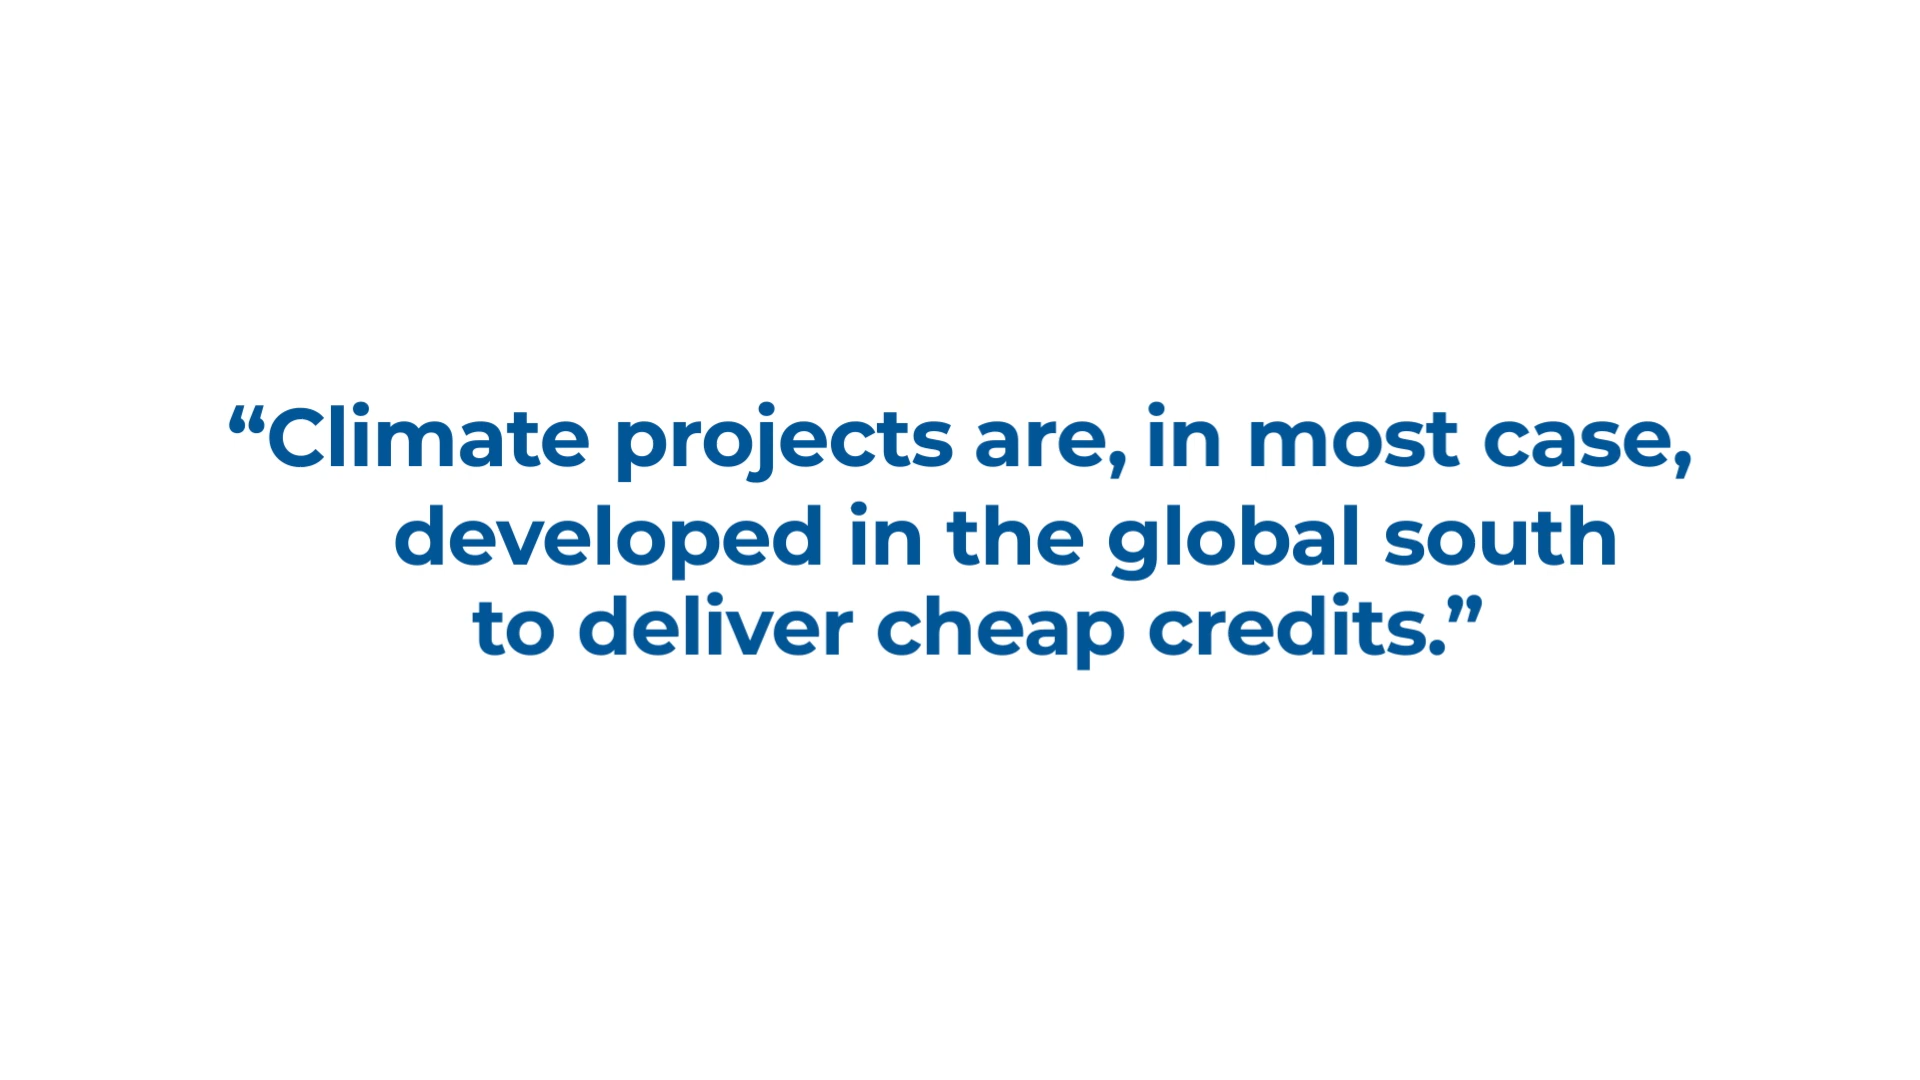 “Climate projects are, in most case,
developed in the global south
to deliver cheap credits.”